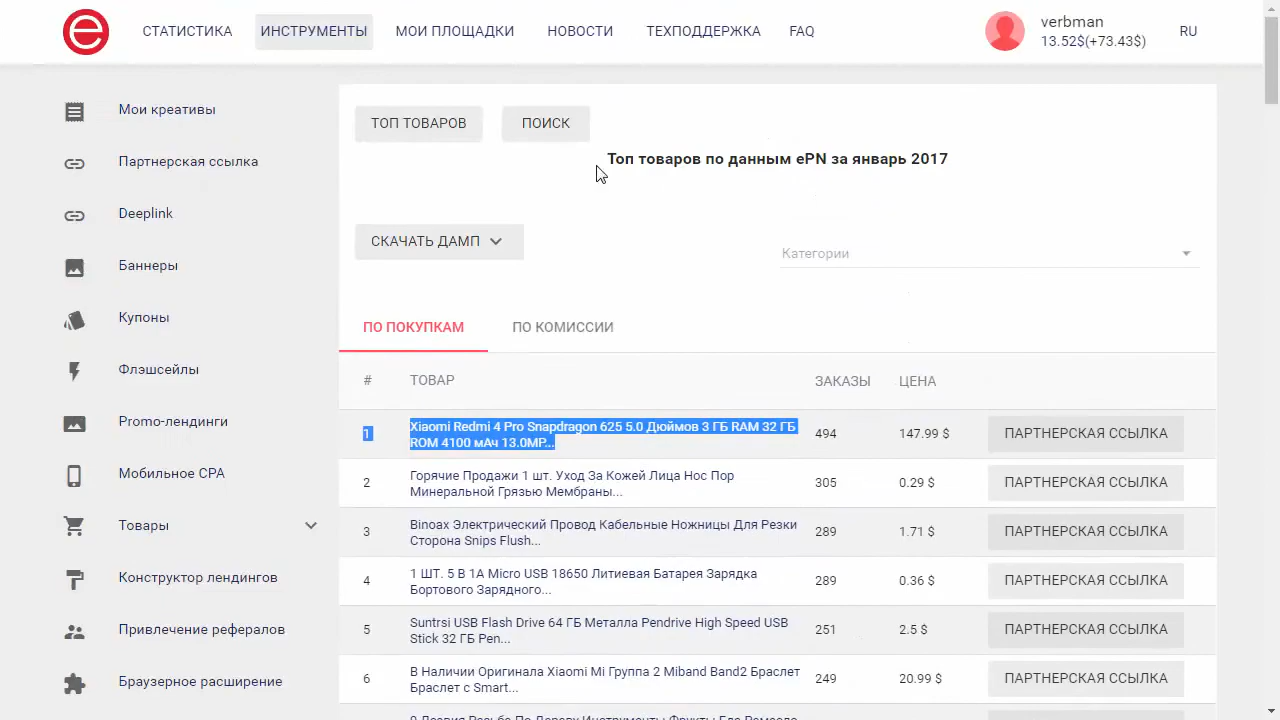 СТАТИСТИКА ИНСТРУМЕНТЫ МОИ ПЛОЩАДКИ НОВОСТИ ТЕХПОДДЕРЖКА FAQ
verbman
13.52$(+73.43$)
RU
Мои креативы
Партнерская ссылка
Deeplink
Баннеры
Купоны
Флэшсейлы
Promo-лендинги
Мобильное CPA
Товары
Конструктор лендингов
Привлечение рефералов
Браузерное расширение
ТОП ТОВАРОВ ПОИСК
Топ товаров по данным ePN за январь 2017
СКАЧАТЬ ДАМП
Категории
ПО ПОКУПКАМ ПО КОМИССИИ
# ТОВАР ЗАКАЗЫ ЦЕНА
1 Xiaomi Redmi 4 Pro Snapdragon 625 5.0 Дюймов 3 ГБ RAM 32 ГБ
ROM 4100 мАч 13.0MP... 494 147.99 $ ПАРТНЕРСКАЯ ССЫЛКА
2 Горячие Продажи 1 шт. Уход За Кожей Лица Нос Пор
Минеральной Грязью Мембраны... 305 0.29 $ ПАРТНЕРСКАЯ ССЫЛКА
3 Binoax Электрический Провод Кабельные Ножницы Для Резки
Сторона Snips Flush... 289 1.71 $ ПАРТНЕРСКАЯ ССЫЛКА
4 1 ШТ. 5 В 1А Micro USB 18650 Литиевая Батарея Зарядка
Бортового Зарядного... 289 0.36 $ ПАРТНЕРСКАЯ ССЫЛКА
5 Suntrsi USB Flash Drive 64 ГБ Металла Pendrive High Speed USB
Stick 32 ГБ Pen... 251 2.5 $ ПАРТНЕРСКАЯ ССЫЛКА
6 В Наличии Оригинала Xiaomi Mi Группа 2 Miband Band2 Браслет
Браслет с Smart... 249 20.99 $ ПАРТНЕРСКАЯ ССЫЛКА